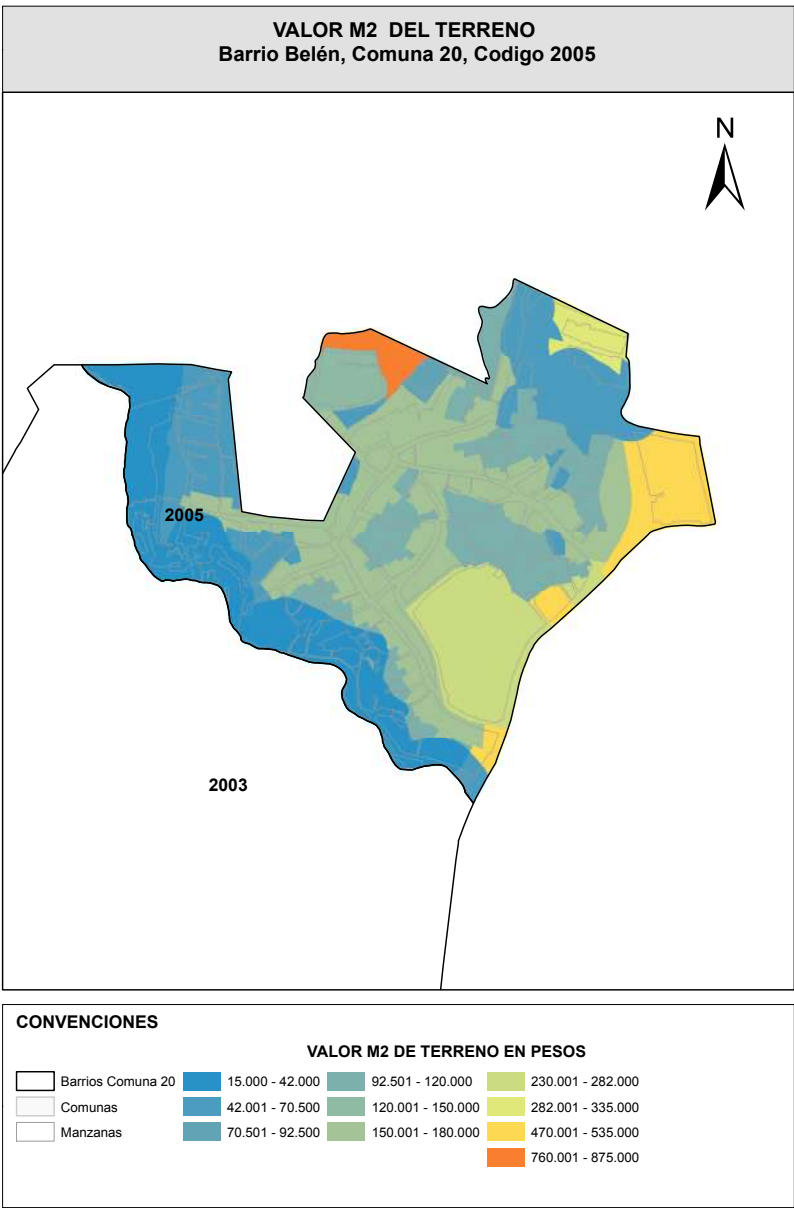 VALOR M2 DEL TERRENO
Barrio Belén, Comuna 20, Codigo 2005
N
2005
2003
CONVENCIONES
VALOR M2 DE TERRENO EN PESOS
Barrios Comuna 20 15.000 - 42.000 92.501 - 120.000 230.001 - 282.000
Comunas 42.001 - 70.500 120.001 - 150.000 282.001 - 335.000
Manzanas 70.501 - 92.500 150.001 - 180.000 470.001 - 535.000
760.001 - 875.000